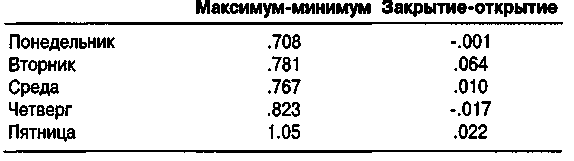 Максимум-минимум Закрытие-открытие
Понедельник .708 -.001
Вторник .781 .064
Среда .767 .010
Четверг .823 -.017
Пятница 1.05 .022